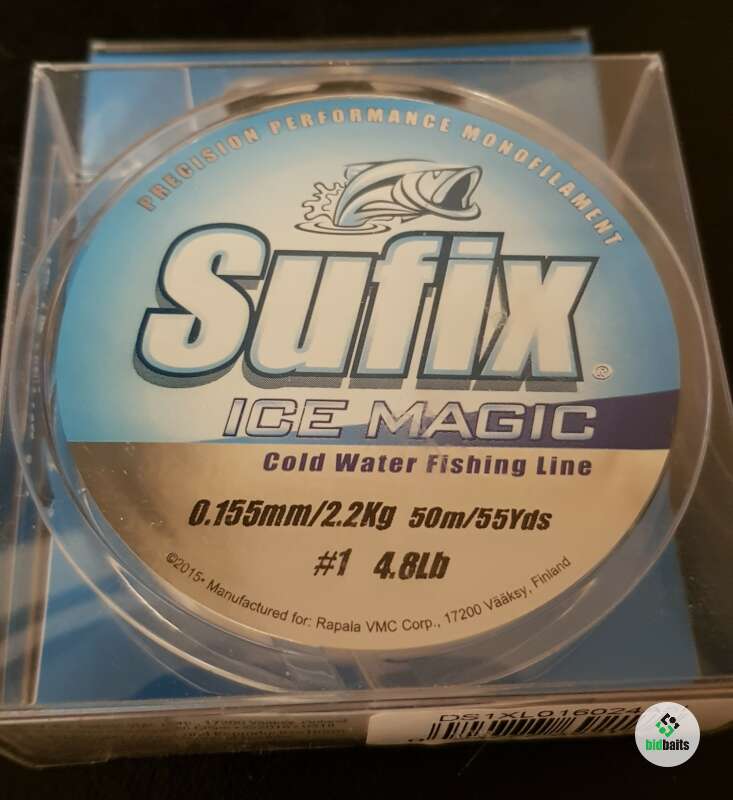 PRECISION PERFORMANCE MONOFILAMENT
Sufix®
ICE MAGIC
Cold Water Fishing Line
0.155mm/2.2Kg 50m/55Yds
#1 4.8Lb
©2015• Manufactured for: Rapala VMC Corp., 17200 Vääksy, Finland
DS1XL016024
bidbaits